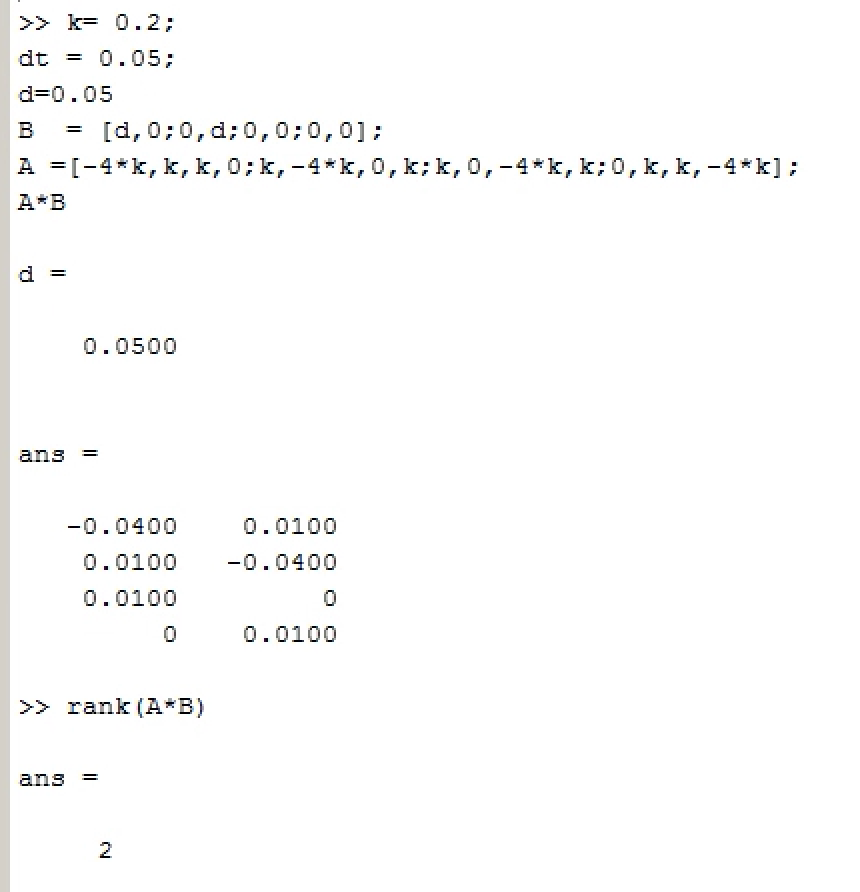 >> k= 0.2;
dt = 0.05;
d=0.05
B  = [d,0;0,d;0,0;0,0];
A =[-4*k,k,k,0;k,-4*k,0,k;k,0,-4*k,k;0,k,k,-4*k];
A*B
d =
0.0500
ans =
-0.0400    0.0100
0.0100   -0.0400
0.0100         0
0    0.0100
>> rank(A*B)
ans =
2